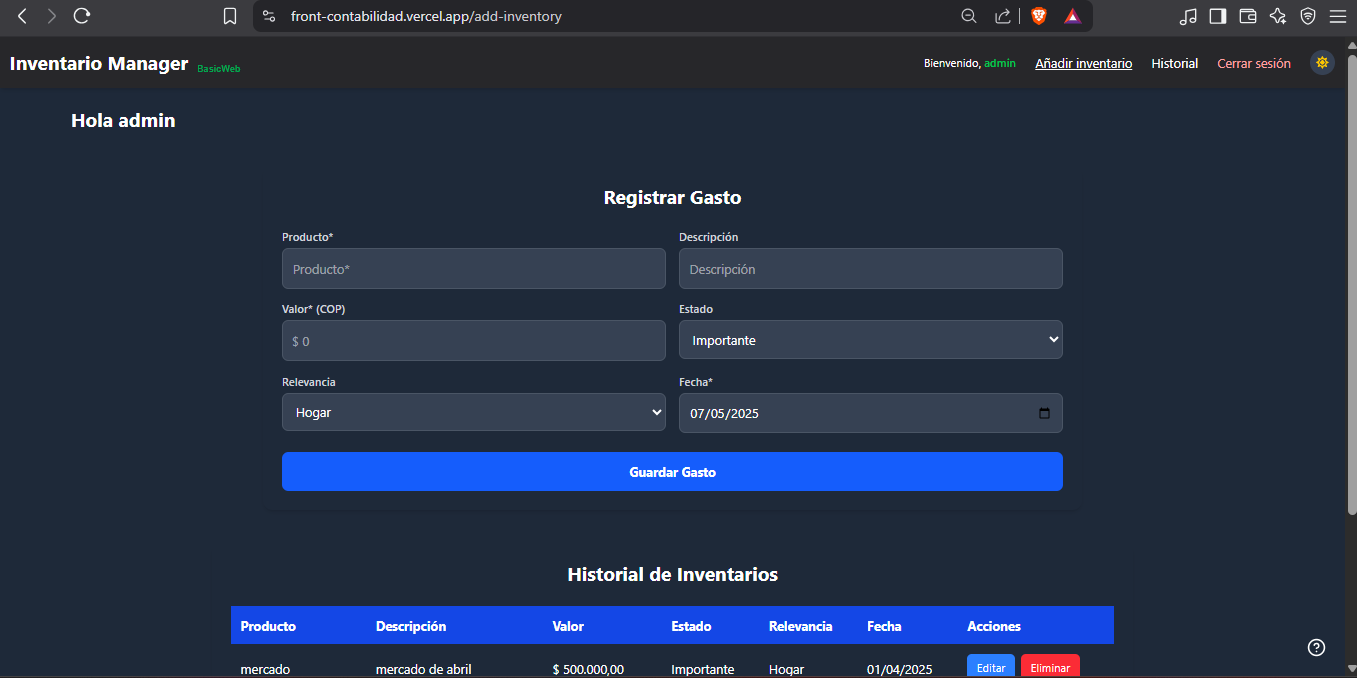 front-contabilidad.vercel.app/add-inventory
Inventario Manager BasicWeb
Bienvenido, admin Añadir inventario Historial Cerrar sesión
Hola admin
Registrar Gasto
Producto* Descripción
Producto* Descripción
Valor* (COP) Estado
$ 0 Importante
Relevancia Fecha*
Hogar 07/05/2025
Guardar Gasto
Historial de Inventarios
Producto Descripción Valor Estado Relevancia Fecha Acciones
mercado mercado de abril $ 500.000,00 Importante Hogar 01/04/2025 Editar Eliminar